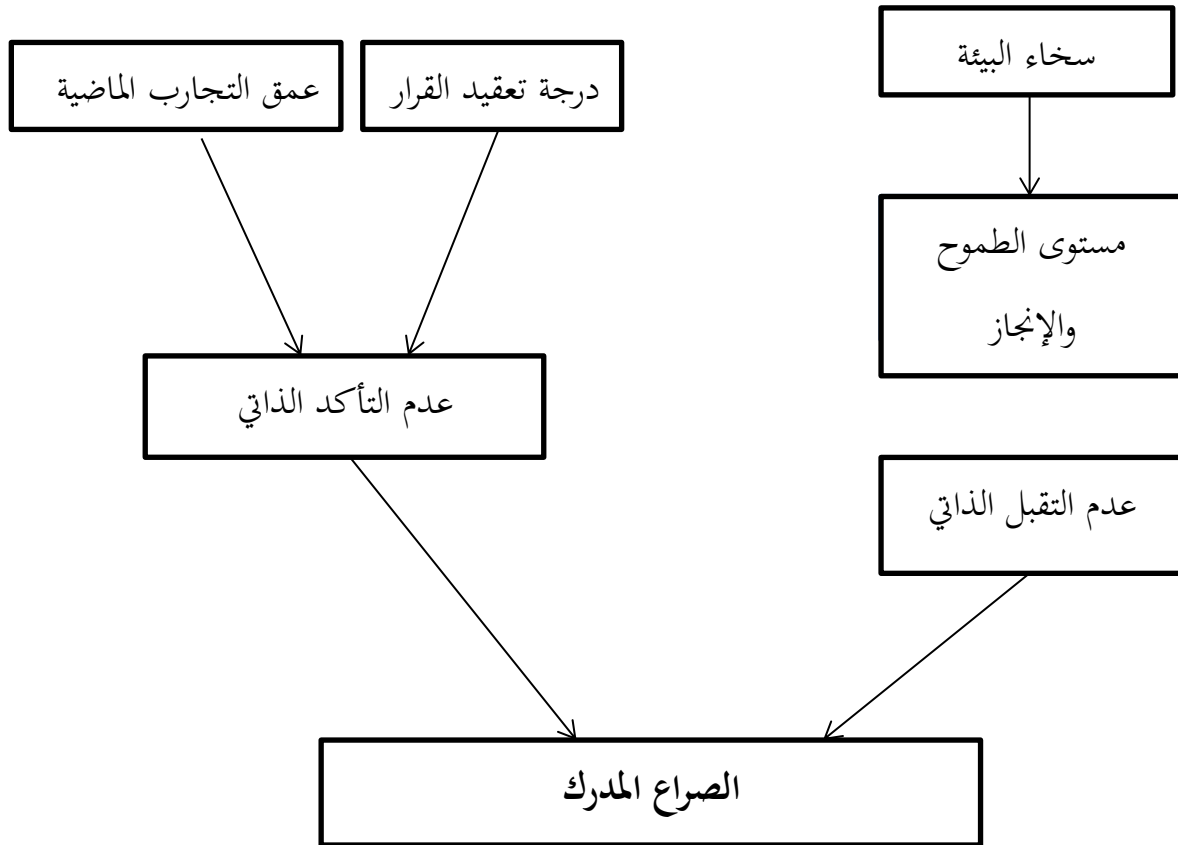 سخاء البيئة
درجة تعقيد القرار
عمق التجارب الماضية
مستوى الطموح
والإنجاز
عدم التأكد الذاتي
عدم التقبل الذاتي
الصراع المدرك